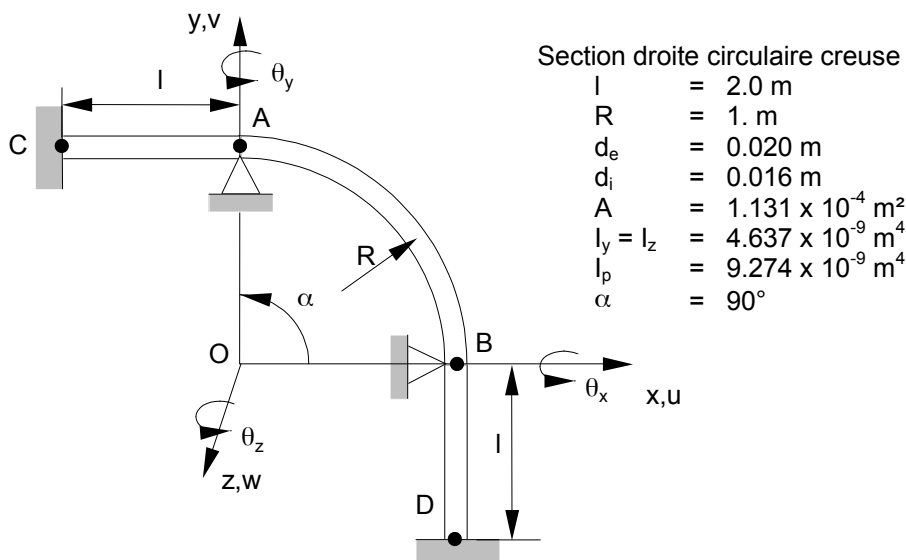 y,v
θy
l
A
C
R
α
O
B
θx
x,u
θz
z,w
l
D
Section droite circulaire creuse
l = 2.0 m
R = 1. m
de = 0.020 m
di = 0.016 m
A = 1.131 x 10⁻⁴ m²
Iy = Iz = 4.637 x 10⁻⁹ m⁴
Ip = 9.274 x 10⁻⁹ m⁴
α = 90°